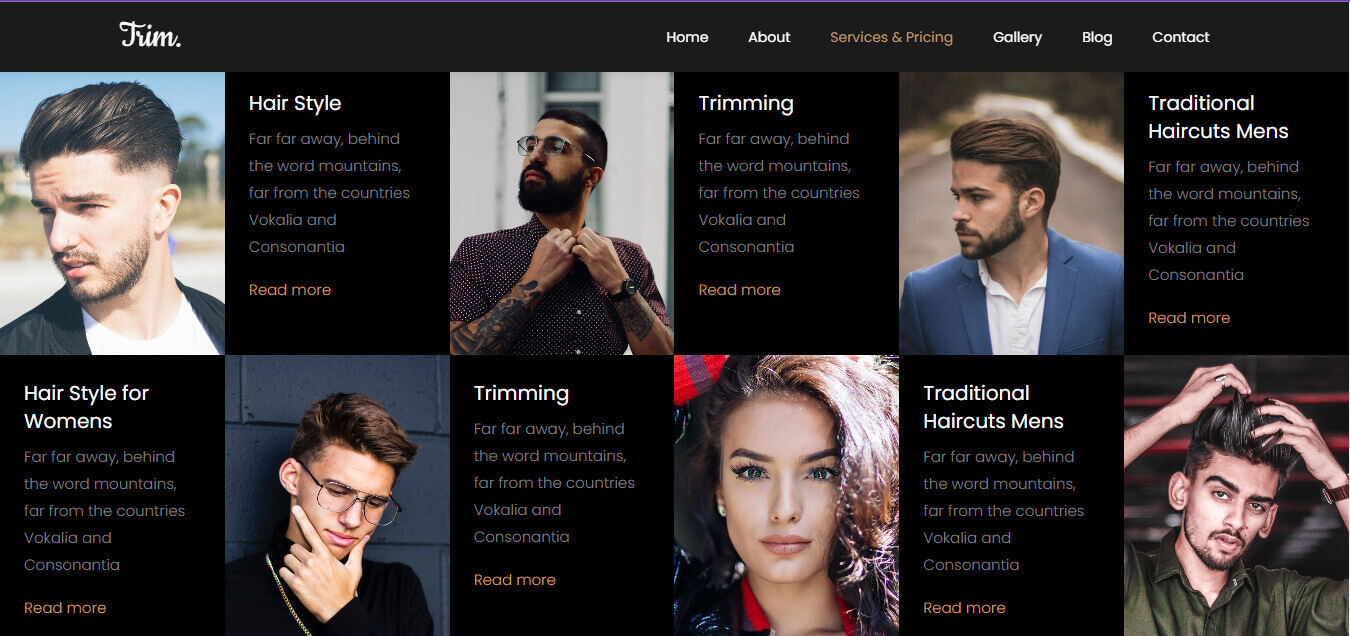 Trim.
Home
About
Services & Pricing
Gallery
Blog
Contact
Hair Style
Far far away, behind
the word mountains,
far from the countries
Vokalia and
Consonantia
Read more
Trimming
Far far away, behind
the word mountains,
far from the countries
Vokalia and
Consonantia
Read more
Traditional
Haircuts Mens
Far far away, behind
the word mountains,
far from the countries
Vokalia and
Consonantia
Read more
Hair Style for
Womens
Far far away, behind
the word mountains,
far from the countries
Vokalia and
Consonantia
Read more
Trimming
Far far away, behind
the word mountains,
far from the countries
Vokalia and
Consonantia
Read more
Traditional
Haircuts Mens
Far far away, behind
the word mountains,
far from the countries
Vokalia and
Consonantia
Read more